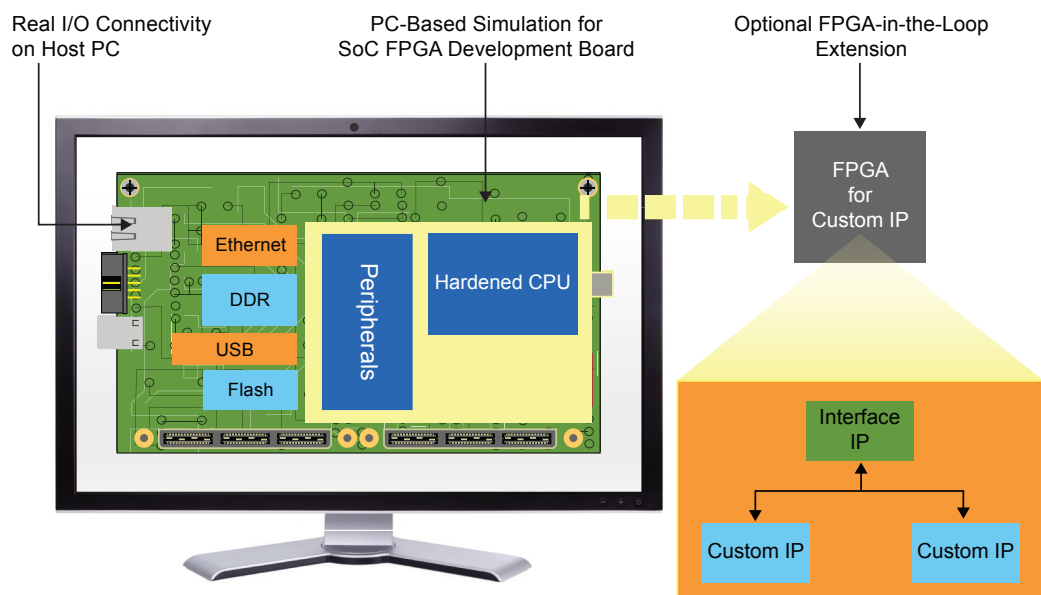 Real I/O Connectivity
on Host PC
PC-Based Simulation for
SoC FPGA Development Board
Optional FPGA-in-the-Loop
Extension
FPGA
for
Custom IP
Ethernet
DDR
USB
Flash
Peripherals
Hardened CPU
Interface
IP
Custom IP
Custom IP